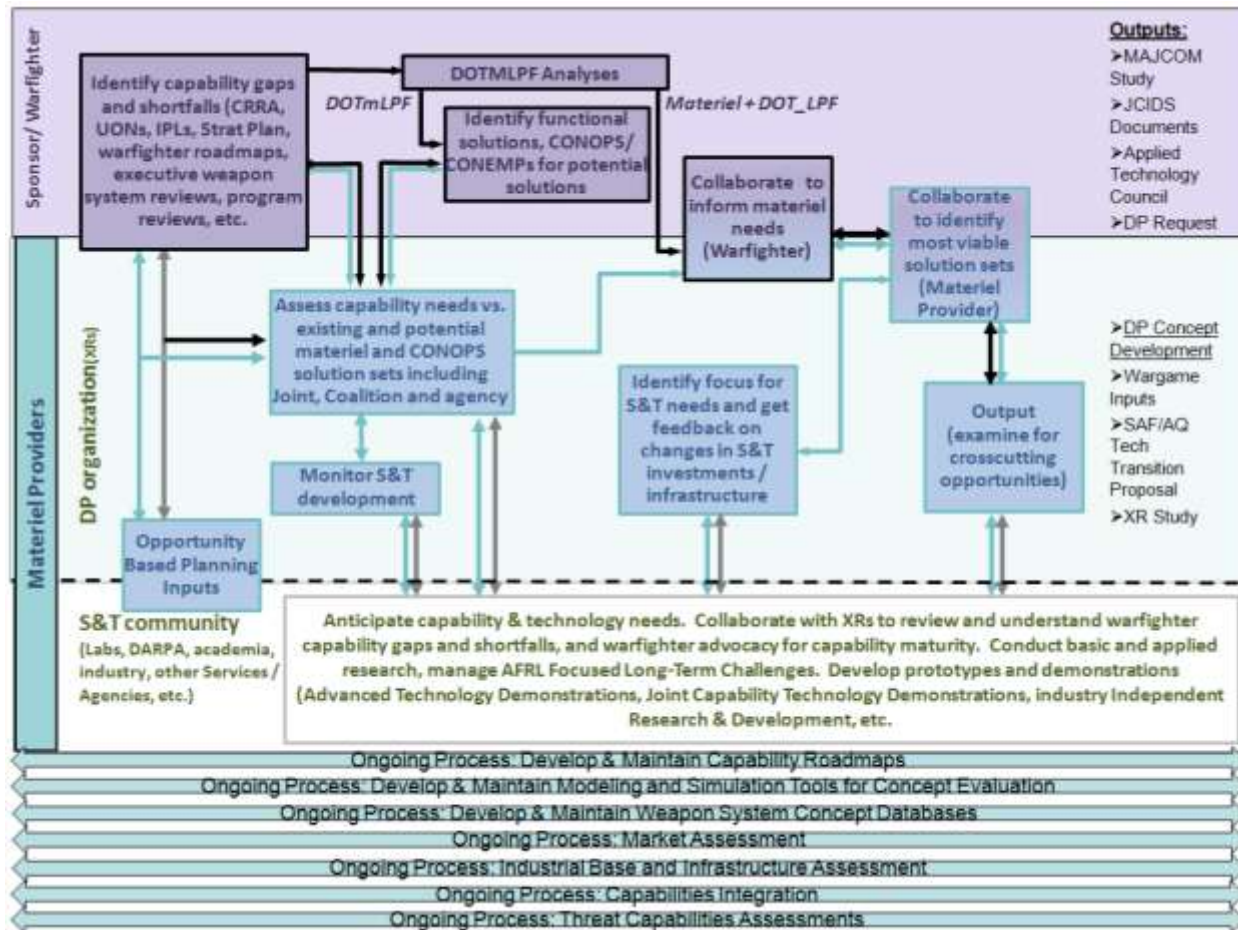 Sponsor/ Warfighter
Identify capability gaps
and shortfalls (CRRA,
UONs, IPLs, Strat Plan,
warfighter roadmaps,
executive weapon
system reviews, program
reviews, etc.
DOTMLPF Analyses
DOTmLPF
Materiel + DOT_LPF
Identify functional
solutions, CONOPS/
CONEMPs for potential
solutions
Collaborate to
inform materiel
needs
(Warfighter)
Collaborate
to identify
most viable
solution sets
(Materiel
Provider)
Outputs:
➢MAJCOM
Study
➢JCIDS
Documents
➢Applied
Technology
Council
➢DP Request
Materiel Providers
DP organization(XRs)
Assess capability needs vs.
existing and potential
materiel and CONOPS
solution sets including
Joint, Coalition and agency
Monitor S&T
development
Opportunity
Based Planning
Inputs
Identify focus for
S&T needs and get
feedback on
changes in S&T
investments /
infrastructure
Output
(examine for
crosscutting
opportunities)
➢DP Concept
Development
➢Wargame
Inputs
➢SAF/AQ
Tech
Transition
Proposal
➢XR Study
S&T community
(Labs, DARPA, academia,
industry, other Services /
Agencies, etc.)
Anticipate capability & technology needs. Collaborate with XRs to review and understand warfighter
capability gaps and shortfalls, and warfighter advocacy for capability maturity. Conduct basic and applied
research, manage AFRL Focused Long-Term Challenges. Develop prototypes and demonstrations
(Advanced Technology Demonstrations, Joint Capability Technology Demonstrations, industry Independent
Research & Development, etc.
Ongoing Process: Develop & Maintain Capability Roadmaps
Ongoing Process: Develop & Maintain Modeling and Simulation Tools for Concept Evaluation
Ongoing Process: Develop & Maintain Weapon System Concept Databases
Ongoing Process: Market Assessment
Ongoing Process: Industrial Base and Infrastructure Assessment
Ongoing Process: Capabilities Integration
Ongoing Process: Threat Capabilities Assessments